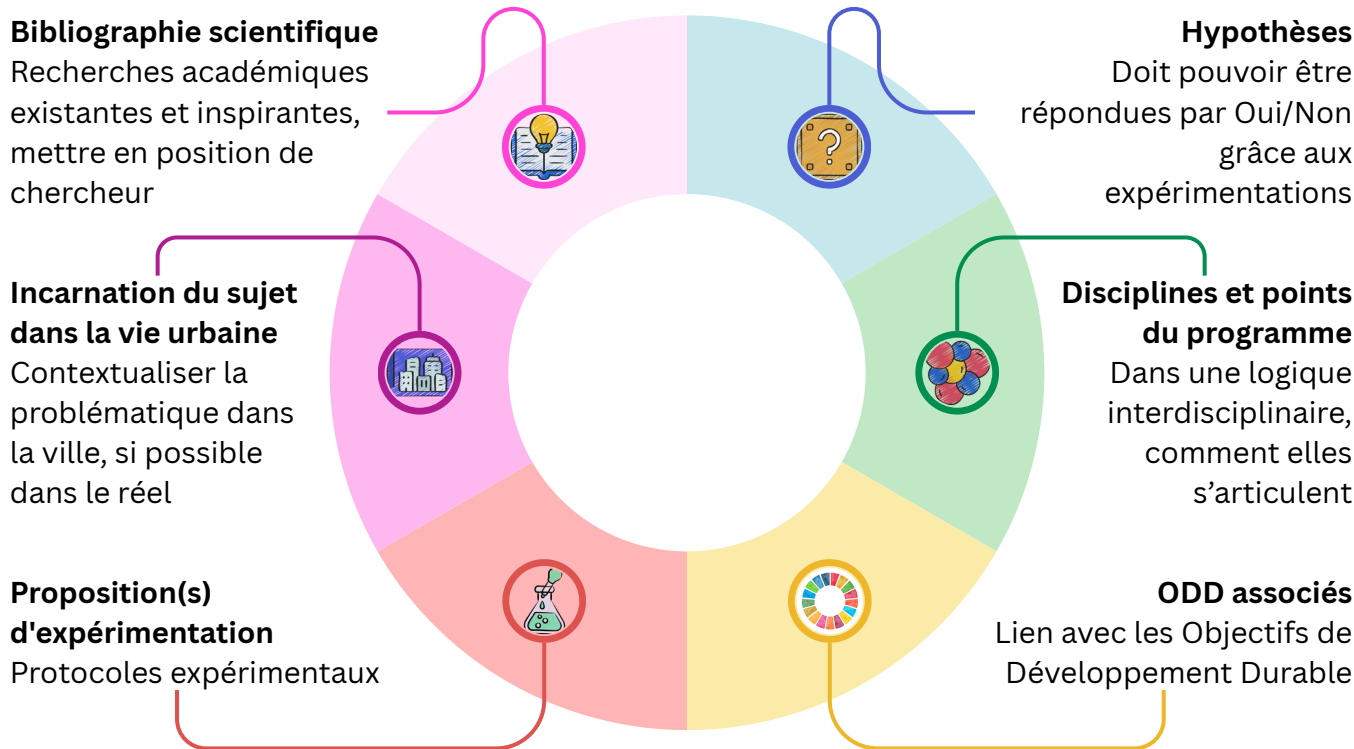 Bibliographie scientifique
Recherches académiques
existantes et inspirantes,
mettre en position de
chercheur
Hypothèses
Doit pouvoir être
répondues par Oui/Non
grâce aux
expérimentations
?
Incarnation du sujet
dans la vie urbaine
Contextualiser la
problématique dans
la ville, si possible
dans le réel
Disciplines et points
du programme
Dans une logique
interdisciplinaire,
comment elles
s’articulent
Proposition(s)
d'expérimentation
Protocoles expérimentaux
ODD associés
Lien avec les Objectifs de
Développement Durable